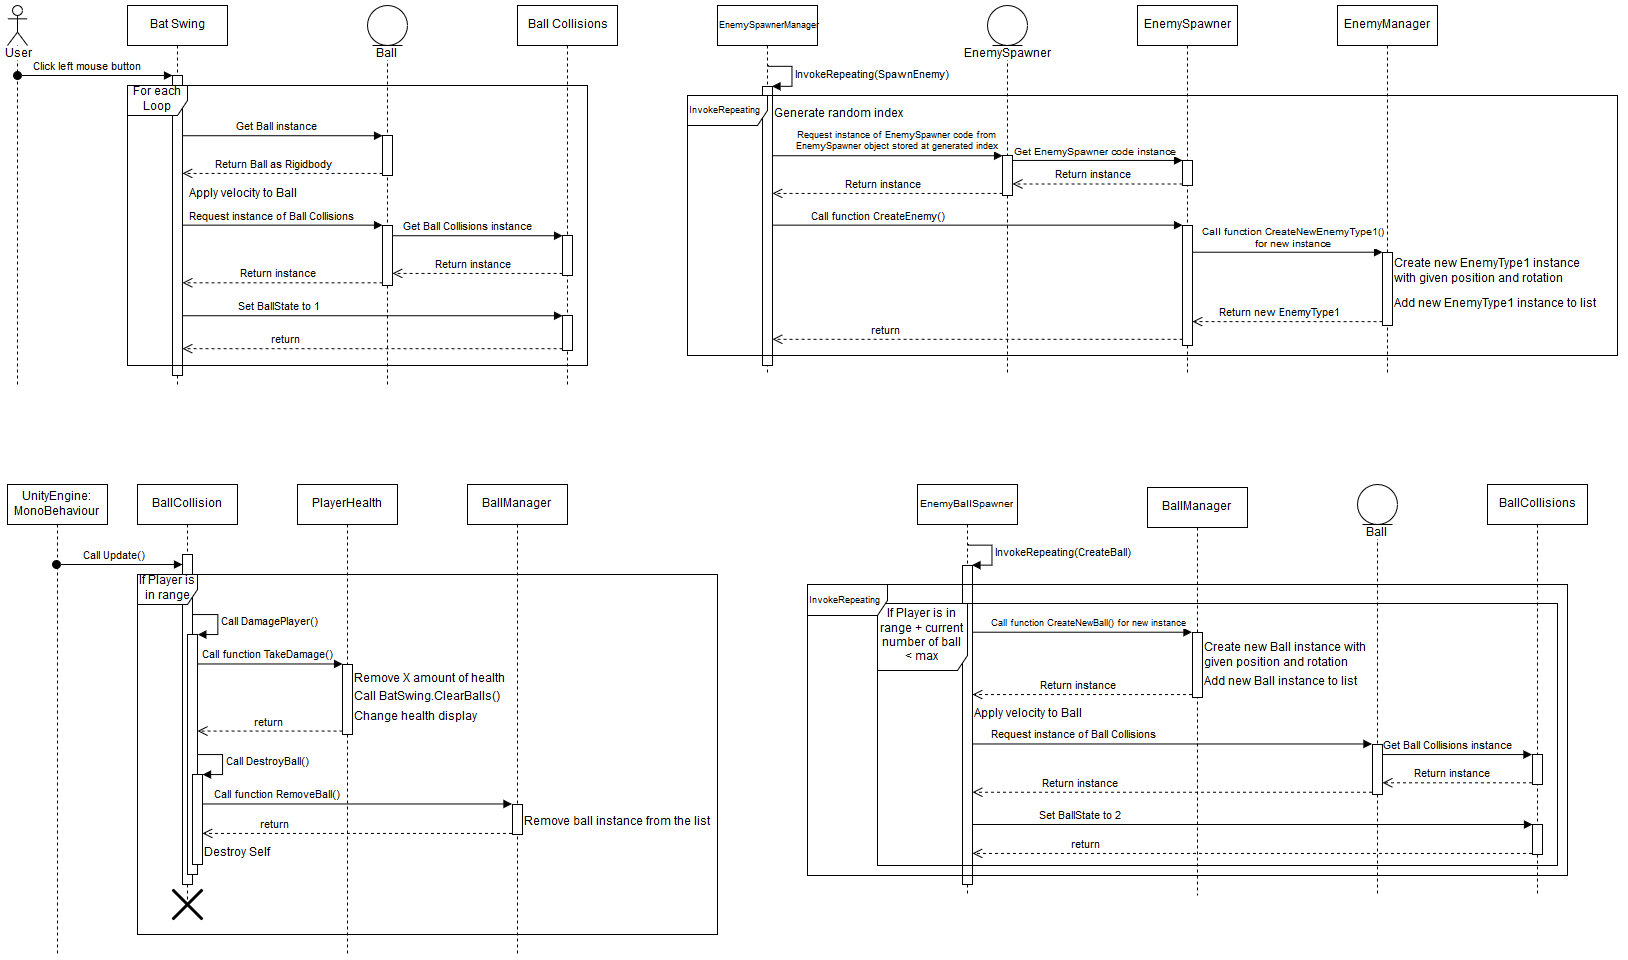 User
Bat Swing
Ball
Ball Collisions
Click left mouse button
For each
Loop
Get Ball instance
Return Ball as Rigidbody
Apply velocity to Ball
Request instance of Ball Collisions
Get Ball Collisions instance
Return instance
Return instance
Set BallState to 1
return
EnemySpawnerManager
EnemySpawner
EnemySpawner
EnemyManager
InvokeRepeating(SpawnEnemy)
InvokeRepeating
Generate random index
Request instance of EnemySpawner code from
EnemySpawner object stored at generated index
Get EnemySpawner code instance
Return instance
Return instance
Call function CreateEnemy()
Call function CreateNewEnemyType1()
for new instance
Create new EnemyType1 instance
with given position and rotation
Add new EnemyType1 instance to list
Return new EnemyType1
return
UnityEngine:
MonoBehaviour
BallCollision
PlayerHealth
BallManager
Call Update()
If Player is
in range
Call DamagePlayer()
Call function TakeDamage()
Remove X amount of health
Call BatSwing.ClearBalls()
Change health display
return
Call DestroyBall()
Call function RemoveBall()
Remove ball instance from the list
return
Destroy Self
EnemyBallSpawner
BallManager
Ball
BallCollisions
InvokeRepeating(CreateBall)
InvokeRepeating
If Player is in
range + current
number of ball
< max
Call function CreateNewBall() for new instance
Create new Ball instance with
given position and rotation
Add new Ball instance to list
Return instance
Apply velocity to Ball
Request instance of Ball Collisions
Get Ball Collisions instance
Return instance
Return instance
Set BallState to 2
return